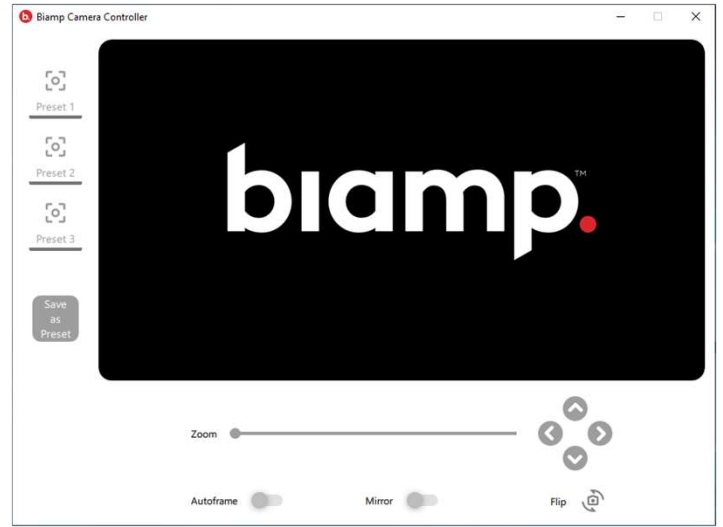 b. Biamp Camera Controller
Preset 1
Preset 2
Preset 3
Save
as
Preset
biamp.™
Zoom
Autoframe
Mirror
Flip